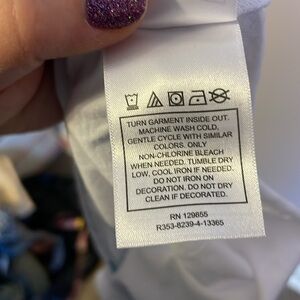 TURN GARMENT INSIDE OUT.
MACHINE WASH COLD,
GENTLE CYCLE WITH SIMILAR
COLORS. ONLY
NON-CHLORINE BLEACH
WHEN NEEDED. TUMBLE DRY
LOW, COOL IRON IF NEEDED.
DO NOT IRON ON
DECORATION. DO NOT DRY
CLEAN IF DECORATED.
RN 129855
R353-8239-4-13365